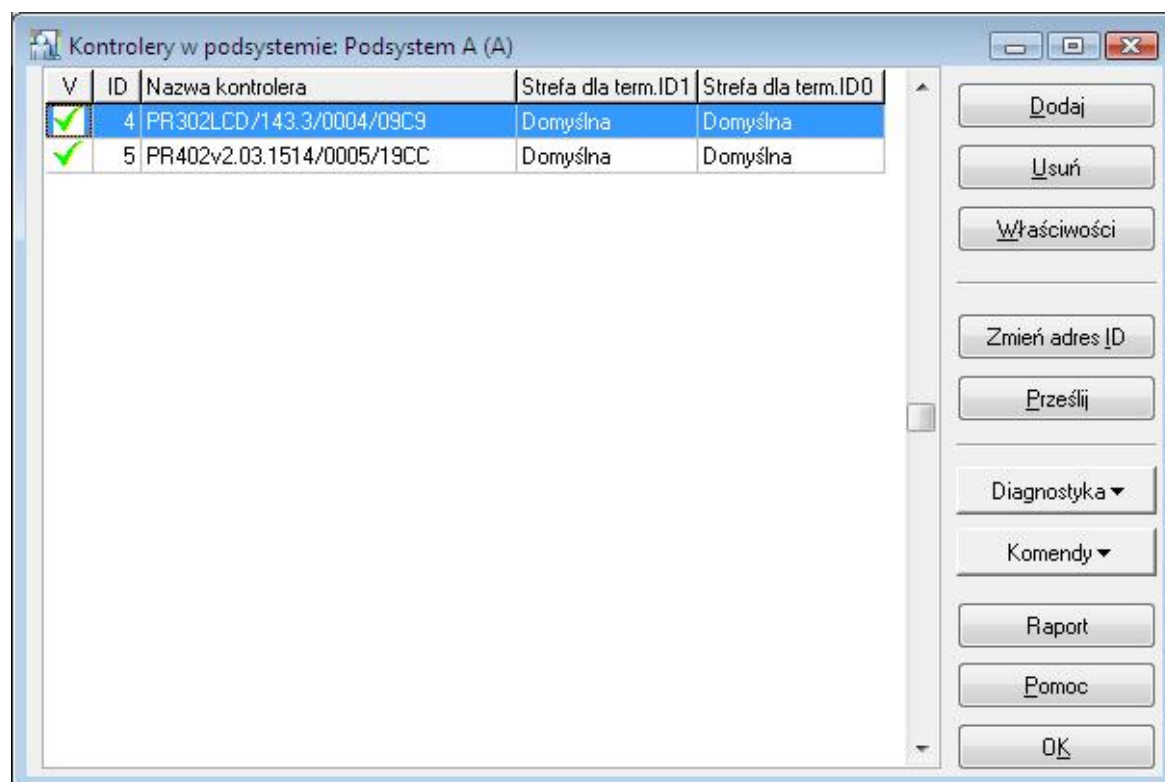 Kontrolery w podsystemie: Podsystem A (A)
V ID Nazwa kontrolera Strefa dla term.ID1 Strefa dla term.ID0
4 PR302LCD/143.3/0004/09C9 Domyślna Domyślna
5 PR402v2.03.1514/0005/19CC Domyślna Domyślna
Dodaj
Usuń
Właściwości
Zmień adres ID
Prześlij
Diagnostyka
Komendy
Raport
Pomoc
OK